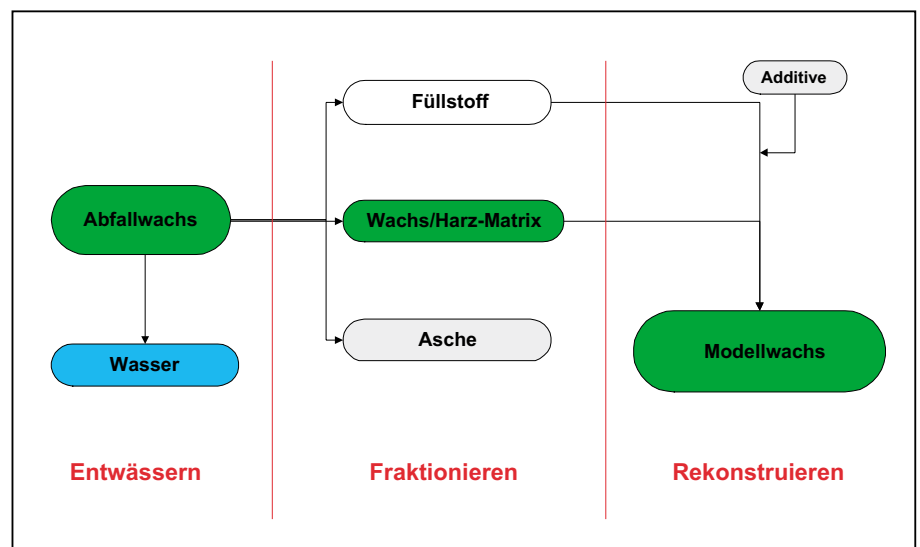 Additive
Füllstoff
Abfallwachs
Wachs/Harz-Matrix
Asche
Modellwachs
Wasser
Entwässern
Fraktionieren
Rekonstruieren